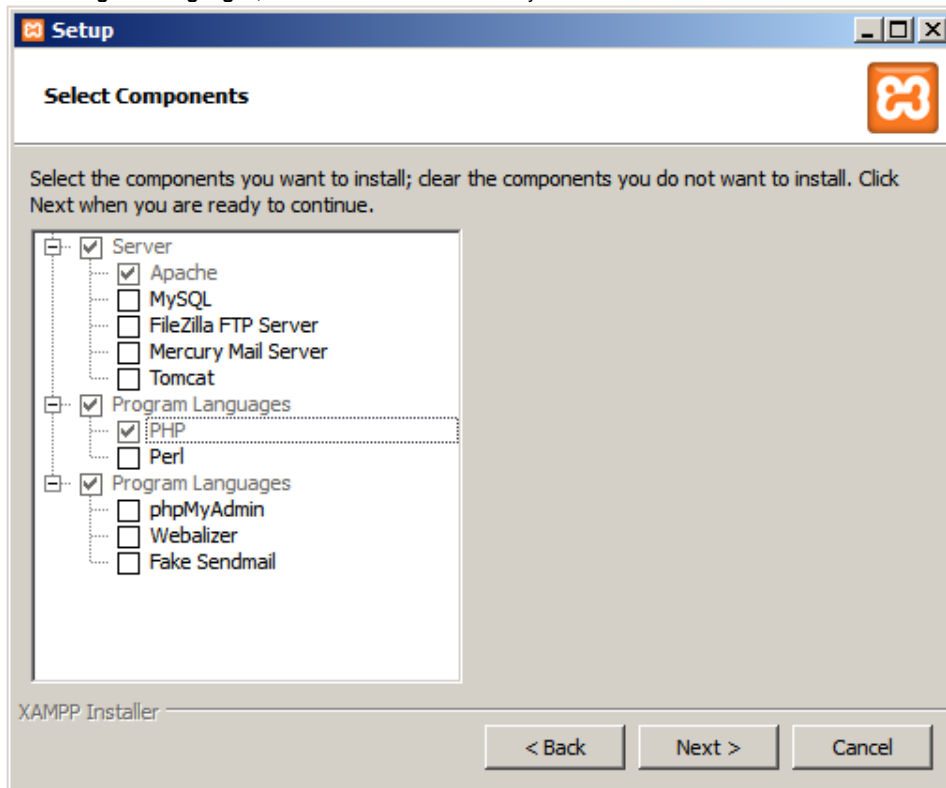 Setup
Select Components
Select the components you want to install; clear the components you do not want to install. Click
Next when you are ready to continue.
Server
Apache
MySQL
FileZilla FTP Server
Mercury Mail Server
Tomcat
Program Languages
PHP
Perl
Program Languages
phpMyAdmin
Webalizer
Fake Sendmail
XAMPP Installer
< Back
Next >
Cancel